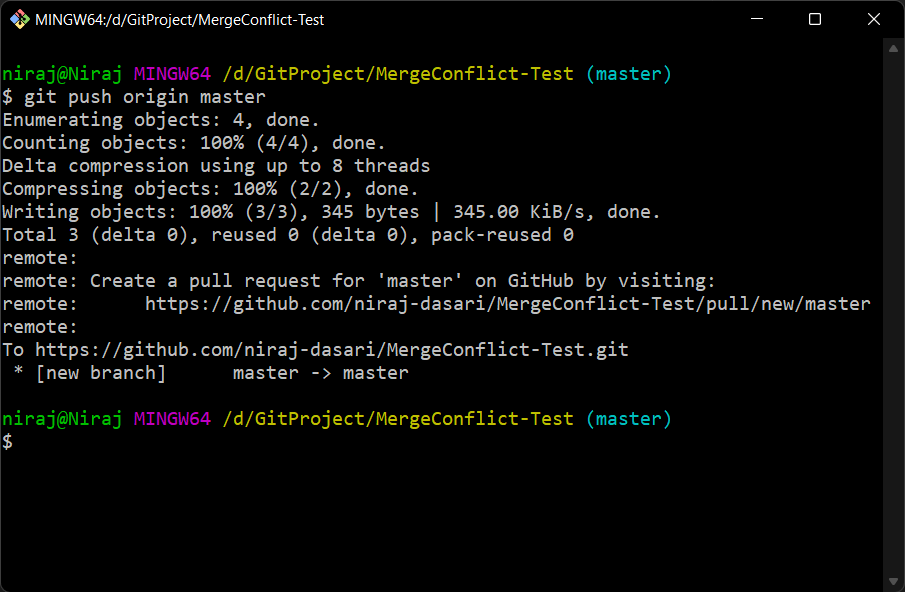 MINGW64:/d/GitProject/MergeConflict-Test
niraj@Niraj MINGW64 /d/GitProject/MergeConflict-Test (master)
$ git push origin master
Enumerating objects: 4, done.
Counting objects: 100% (4/4), done.
Delta compression using up to 8 threads
Compressing objects: 100% (2/2), done.
Writing objects: 100% (3/3), 345 bytes | 345.00 KiB/s, done.
Total 3 (delta 0), reused 0 (delta 0), pack-reused 0
remote:
remote: Create a pull request for 'master' on GitHub by visiting:
remote:      https://github.com/niraj-dasari/MergeConflict-Test/pull/new/master
remote:
To https://github.com/niraj-dasari/MergeConflict-Test.git
 * [new branch]      master -> master
niraj@Niraj MINGW64 /d/GitProject/MergeConflict-Test (master)
$